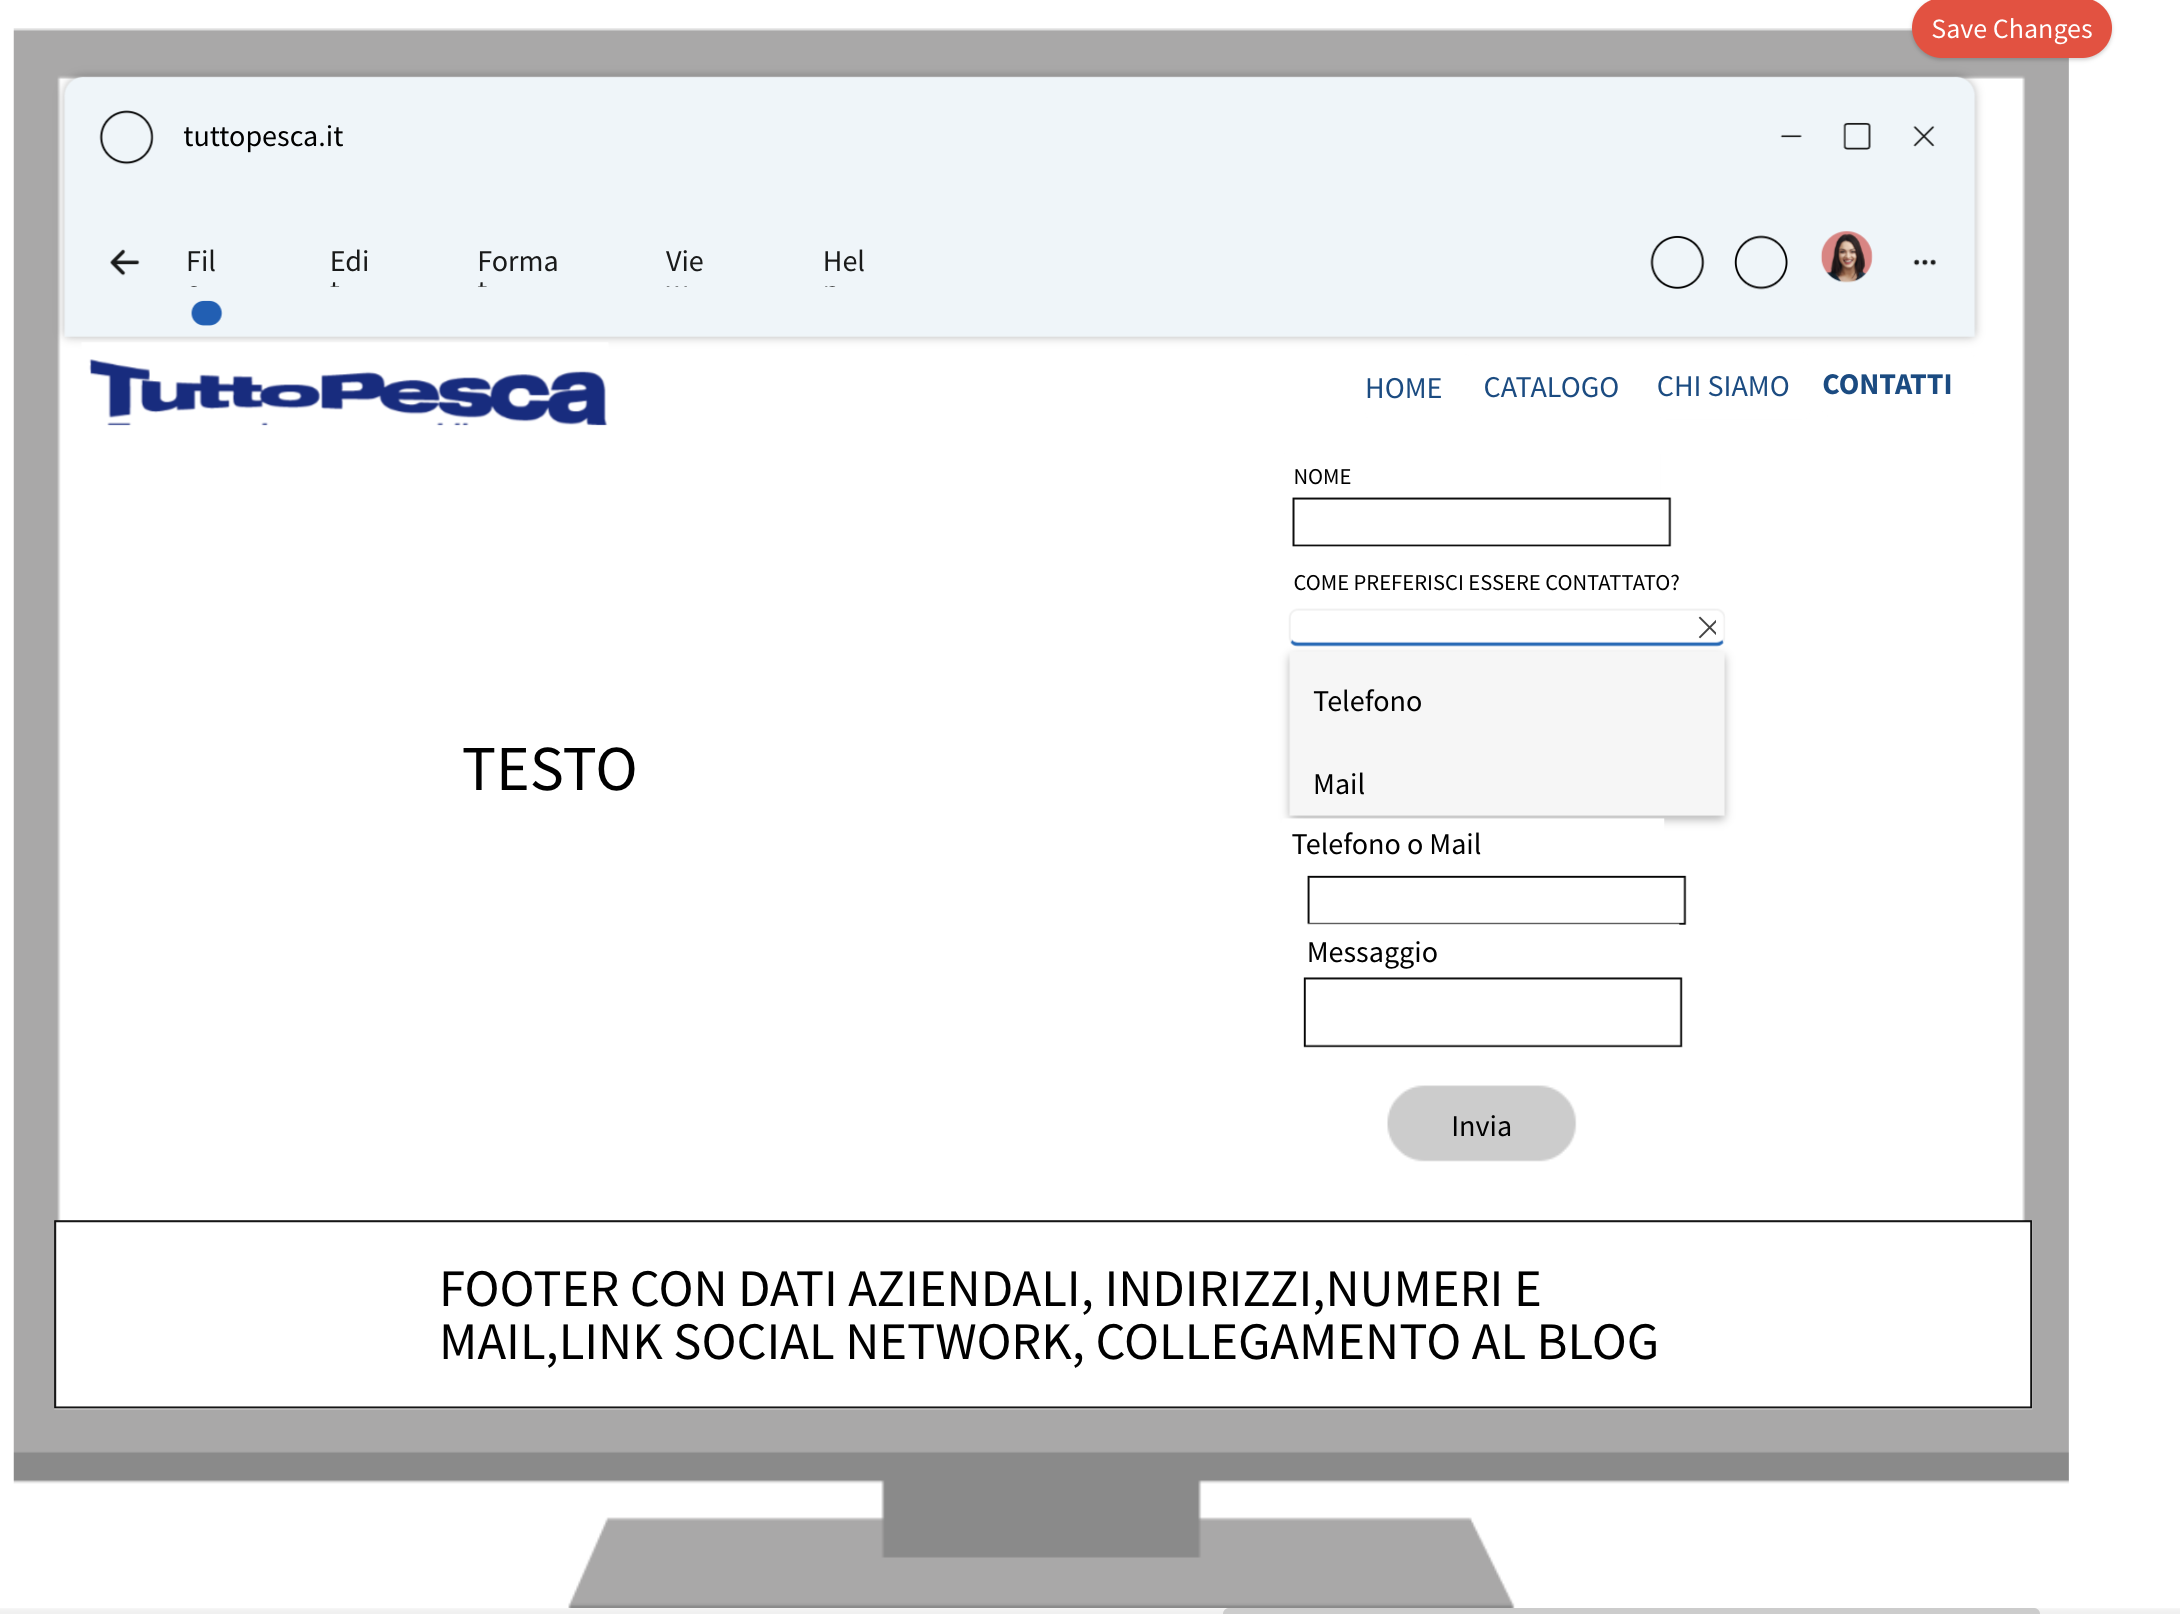 Save Changes
tuttopesca.it
Fil
Edi
Forma
Vie
Hel
TuttoPesca
HOME
CATALOGO
CHI SIAMO
CONTATTI
NOME
COME PREFERISCI ESSERE CONTATTATO?
Telefono
Mail
TESTO
Telefono o Mail
Messaggio
Invia
FOOTER CON DATI AZIENDALI, INDIRIZZI,NUMERI E
MAIL,LINK SOCIAL NETWORK, COLLEGAMENTO AL BLOG